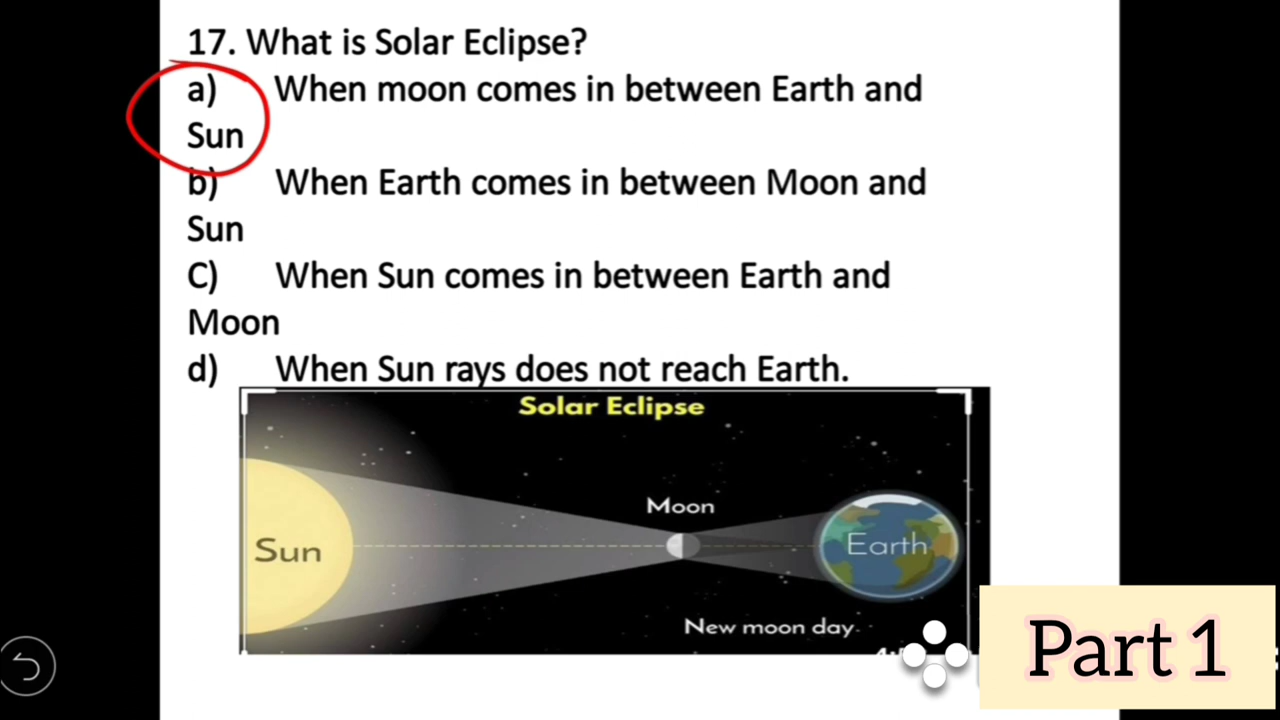 17. What is Solar Eclipse?
a) When moon comes in between Earth and
Sun
b) When Earth comes in between Moon and
Sun
C) When Sun comes in between Earth and
Moon
d) When Sun rays does not reach Earth.
Solar Eclipse
Moon
Sun
Earth
New moon day
Part 1